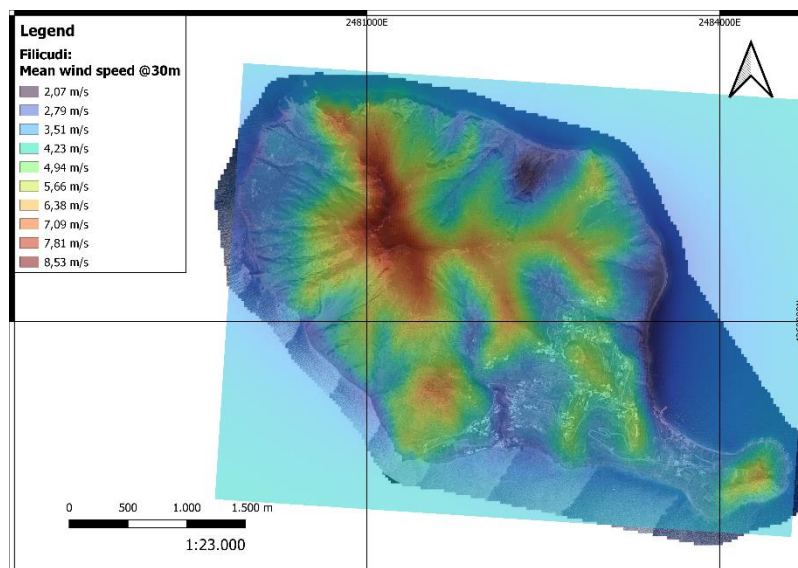 2481000E
2484000E
Legend
Filicudi:
Mean wind speed @30m
2,07 m/s
2,79 m/s
3,51 m/s
4,23 m/s
4,94 m/s
5,66 m/s
6,38 m/s
7,09 m/s
7,81 m/s
8,53 m/s
0 500 1.000 1.500 m
1:23.000